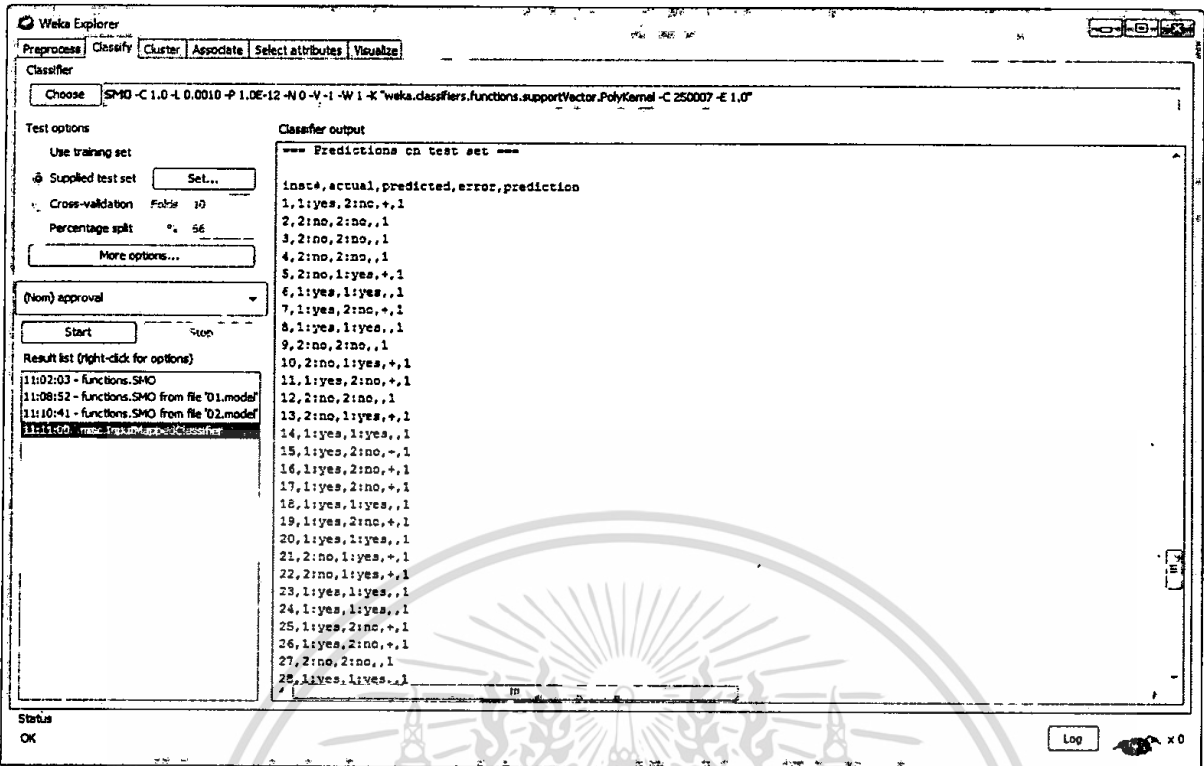 Weka Explorer
Preprocess Classify Cluster Associate Select attributes Visualize
Classifier
Choose SMO -C 1.0 -L 0.0010 -P 1.0E-12 -N 0 -V -1 -W 1 -K "weka.classifiers.functions.supportVector.PolyKernel -C 250007 -E 1.0"
Test options
Use training set
Supplied test set Set...
Cross-validation Folds 10
Percentage split % 66
More options...
(Nom) approval
Start Stop
Result list (right-click for options)
11:02:03 - functions.SMO
11:08:52 - functions.SMO from file '01.model'
11:10:41 - functions.SMO from file '02.model'
11:11:00 - misc.InputMappedClassifier
Classifier output
=== Predictions on test set ===
inst#,actual,predicted,error,prediction
1,1:yes,2:no,+,1
2,2:no,2:no,,1
3,2:no,2:no,,1
4,2:no,2:no,,1
5,2:no,1:yes,+,1
6,1:yes,1:yes,,1
7,1:yes,2:no,+,1
8,1:yes,1:yes,,1
9,2:no,2:no,,1
10,2:no,1:yes,+,1
11,1:yes,2:no,+,1
12,2:no,2:no,,1
13,2:no,1:yes,+,1
14,1:yes,1:yes,,1
15,1:yes,2:no,+,1
16,1:yes,2:no,+,1
17,1:yes,2:no,+,1
18,1:yes,1:yes,,1
19,1:yes,2:no,+,1
20,1:yes,1:yes,,1
21,2:no,1:yes,+,1
22,2:no,1:yes,+,1
23,1:yes,1:yes,,1
24,1:yes,1:yes,,1
25,1:yes,2:no,+,1
26,1:yes,2:no,+,1
27,2:no,2:no,,1
28,1:yes,1:yes,,1
Status
OK
Log x 0